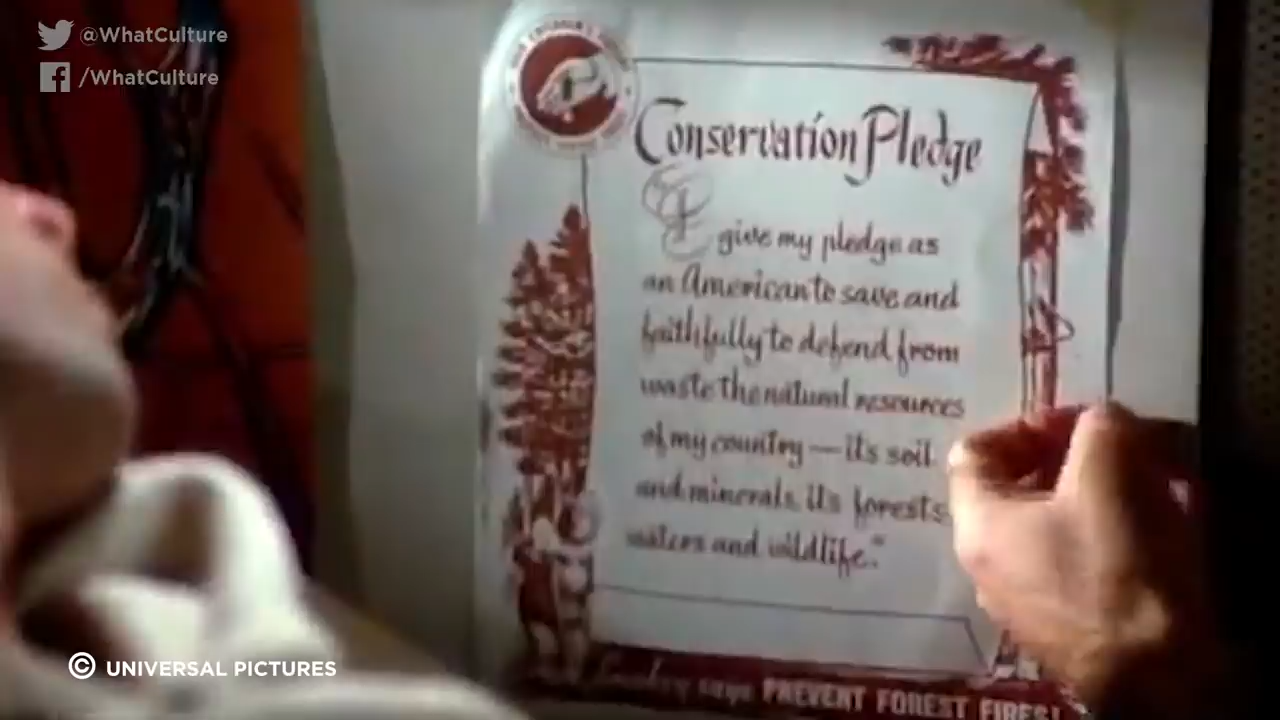 @WhatCulture
/WhatCulture
Conservation Pledge
I give my pledge as
an American to save and
faithfully to defend from
waste the natural resources
of my country — its soil
and minerals, its forests,
waters and wildlife."
says PREVENT FOREST FIRES!
© UNIVERSAL PICTURES